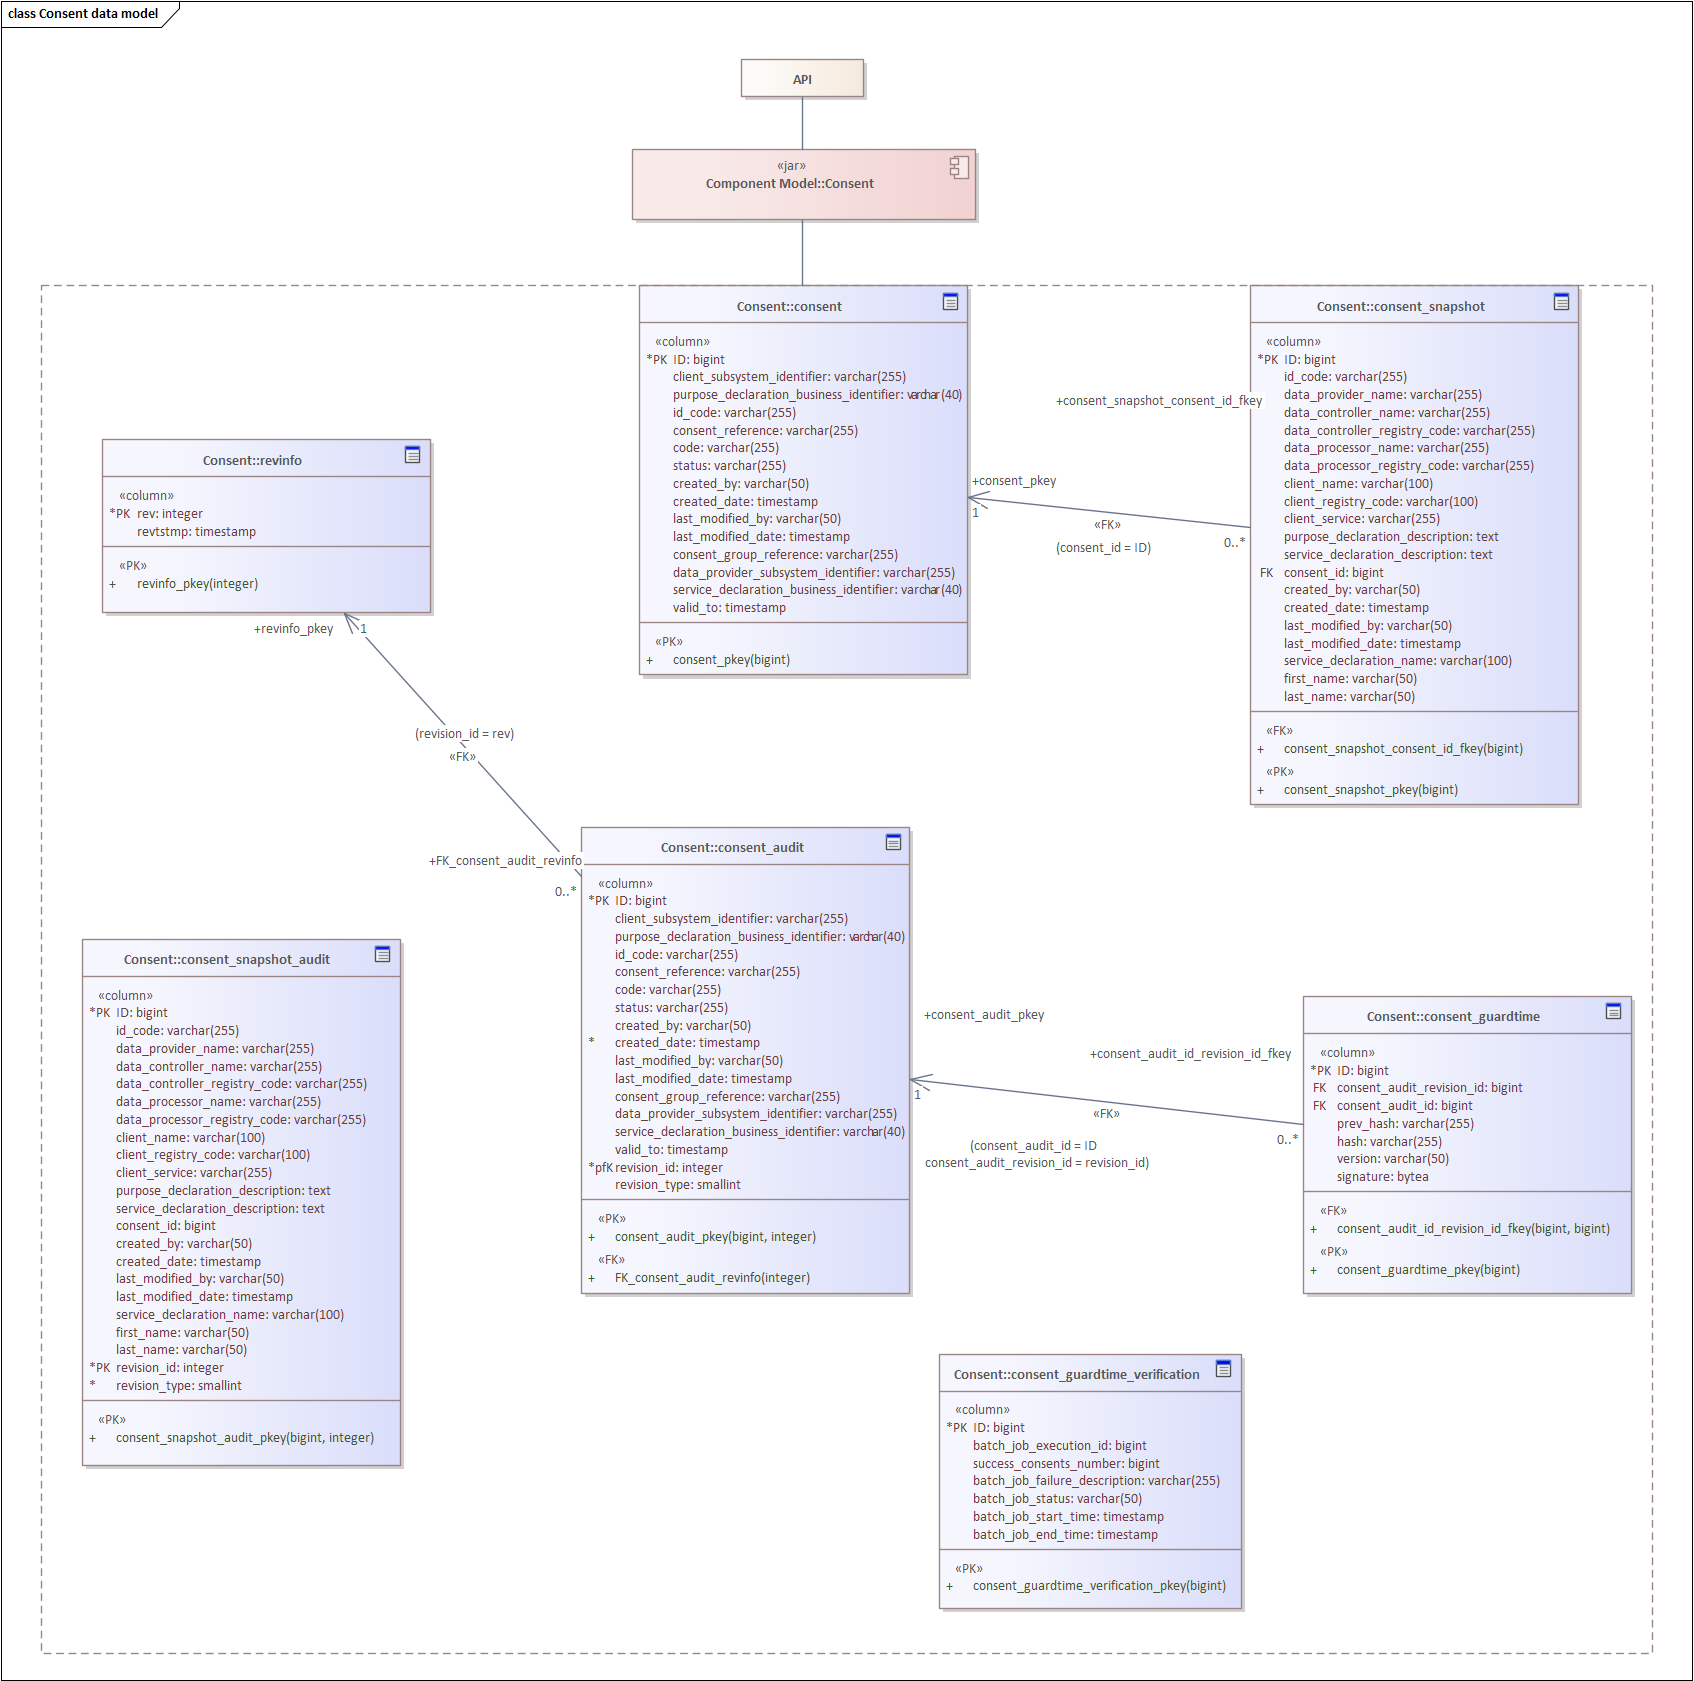 class Consent data model
API
«jar»
Component Model::Consent
Consent::consent
«column»
*PK ID: bigint
client_subsystem_identifier: varchar(255)
purpose_declaration_business_identifier: varchar(40)
id_code: varchar(255)
consent_reference: varchar(255)
code: varchar(255)
status: varchar(255)
created_by: varchar(50)
created_date: timestamp
last_modified_by: varchar(50)
last_modified_date: timestamp
consent_group_reference: varchar(255)
data_provider_subsystem_identifier: varchar(255)
service_declaration_business_identifier: varchar(40)
valid_to: timestamp
«PK»
+ consent_pkey(bigint)
+consent_snapshot_consent_id_fkey
+consent_pkey
1
«FK»
(consent_id = ID)
0..*
Consent::consent_snapshot
«column»
*PK ID: bigint
id_code: varchar(255)
data_provider_name: varchar(255)
data_controller_name: varchar(255)
data_controller_registry_code: varchar(255)
data_processor_name: varchar(255)
data_processor_registry_code: varchar(255)
client_name: varchar(100)
client_registry_code: varchar(100)
client_service: varchar(255)
purpose_declaration_description: text
service_declaration_description: text
FK consent_id: bigint
created_by: varchar(50)
created_date: timestamp
last_modified_by: varchar(50)
last_modified_date: timestamp
service_declaration_name: varchar(100)
first_name: varchar(50)
last_name: varchar(50)
«FK»
+ consent_snapshot_consent_id_fkey(bigint)
«PK»
+ consent_snapshot_pkey(bigint)
Consent::revinfo
«column»
*PK rev: integer
revtstmp: timestamp
«PK»
+ revinfo_pkey(integer)
+revinfo_pkey
1
(revision_id = rev)
«FK»
+FK_consent_audit_revinfo
0..*
Consent::consent_audit
«column»
*PK ID: bigint
client_subsystem_identifier: varchar(255)
purpose_declaration_business_identifier: varchar(40)
id_code: varchar(255)
consent_reference: varchar(255)
code: varchar(255)
status: varchar(255)
created_by: varchar(50)
* created_date: timestamp
last_modified_by: varchar(50)
last_modified_date: timestamp
consent_group_reference: varchar(255)
data_provider_subsystem_identifier: varchar(255)
service_declaration_business_identifier: varchar(40)
valid_to: timestamp
*pfK revision_id: integer
revision_type: smallint
«PK»
+ consent_audit_pkey(bigint, integer)
«FK»
+ FK_consent_audit_revinfo(integer)
+consent_audit_pkey
+consent_audit_id_revision_id_fkey
1
«FK»
0..*
(consent_audit_id = ID
consent_audit_revision_id = revision_id)
Consent::consent_guardtime
«column»
*PK ID: bigint
FK consent_audit_revision_id: bigint
FK consent_audit_id: bigint
prev_hash: varchar(255)
hash: varchar(255)
version: varchar(50)
signature: bytea
«FK»
+ consent_audit_id_revision_id_fkey(bigint, bigint)
«PK»
+ consent_guardtime_pkey(bigint)
Consent::consent_snapshot_audit
«column»
*PK ID: bigint
id_code: varchar(255)
data_provider_name: varchar(255)
data_controller_name: varchar(255)
data_controller_registry_code: varchar(255)
data_processor_name: varchar(255)
data_processor_registry_code: varchar(255)
client_name: varchar(100)
client_registry_code: varchar(100)
client_service: varchar(255)
purpose_declaration_description: text
service_declaration_description: text
consent_id: bigint
created_by: varchar(50)
created_date: timestamp
last_modified_by: varchar(50)
last_modified_date: timestamp
service_declaration_name: varchar(100)
first_name: varchar(50)
last_name: varchar(50)
*PK revision_id: integer
* revision_type: smallint
«PK»
+ consent_snapshot_audit_pkey(bigint, integer)
Consent::consent_guardtime_verification
«column»
*PK ID: bigint
batch_job_execution_id: bigint
success_consents_number: bigint
batch_job_failure_description: varchar(255)
batch_job_status: varchar(50)
batch_job_start_time: timestamp
batch_job_end_time: timestamp
«PK»
+ consent_guardtime_verification_pkey(bigint)